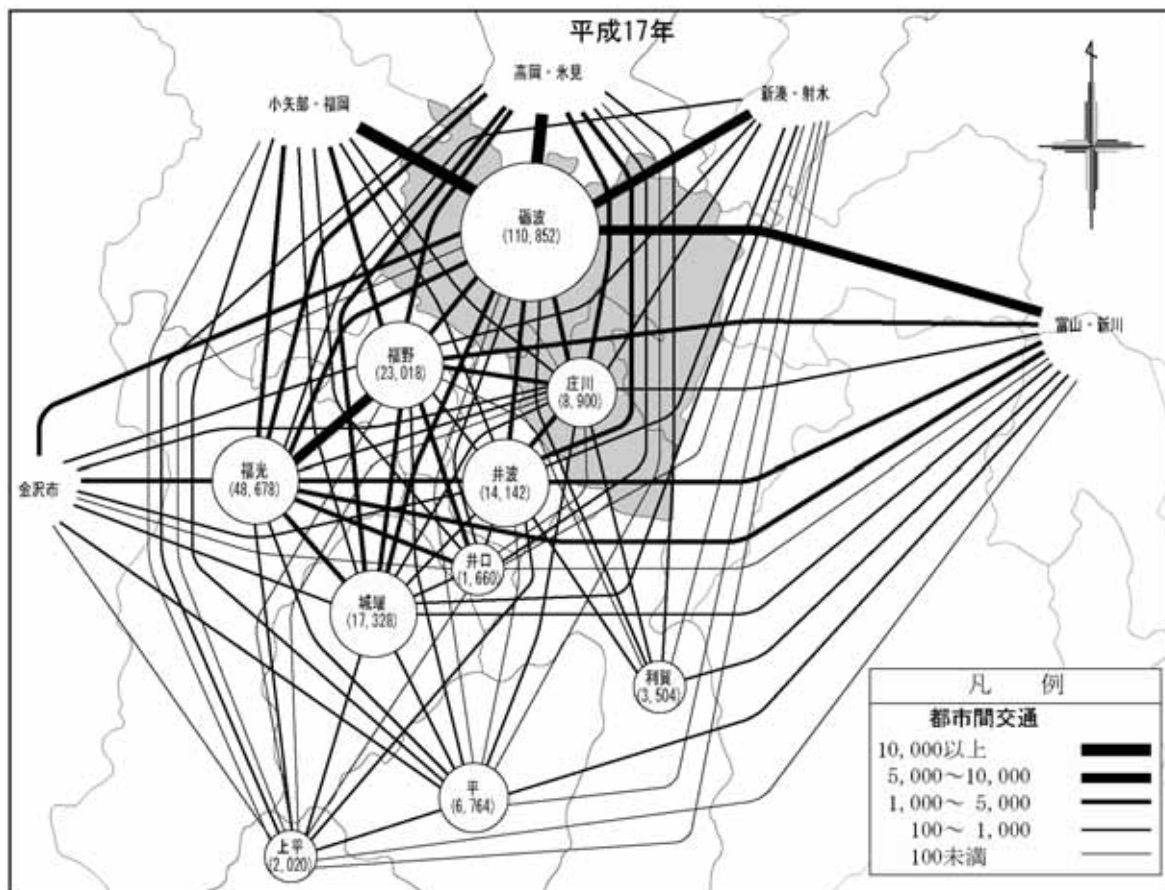 平成17年
高岡・氷見
新湊・射水
小矢部・福岡
砺波
(110,852)
富山・新川
福野
(23,018)
庄川
(8,900)
福光
(48,678)
井波
(14,142)
金沢市
井口
(1,660)
城端
(17,328)
利賀
(3,504)
平
(6,764)
上平
(2,020)
凡 例
都市間交通
10,000以上
5,000～10,000
1,000～ 5,000
100～ 1,000
100未満